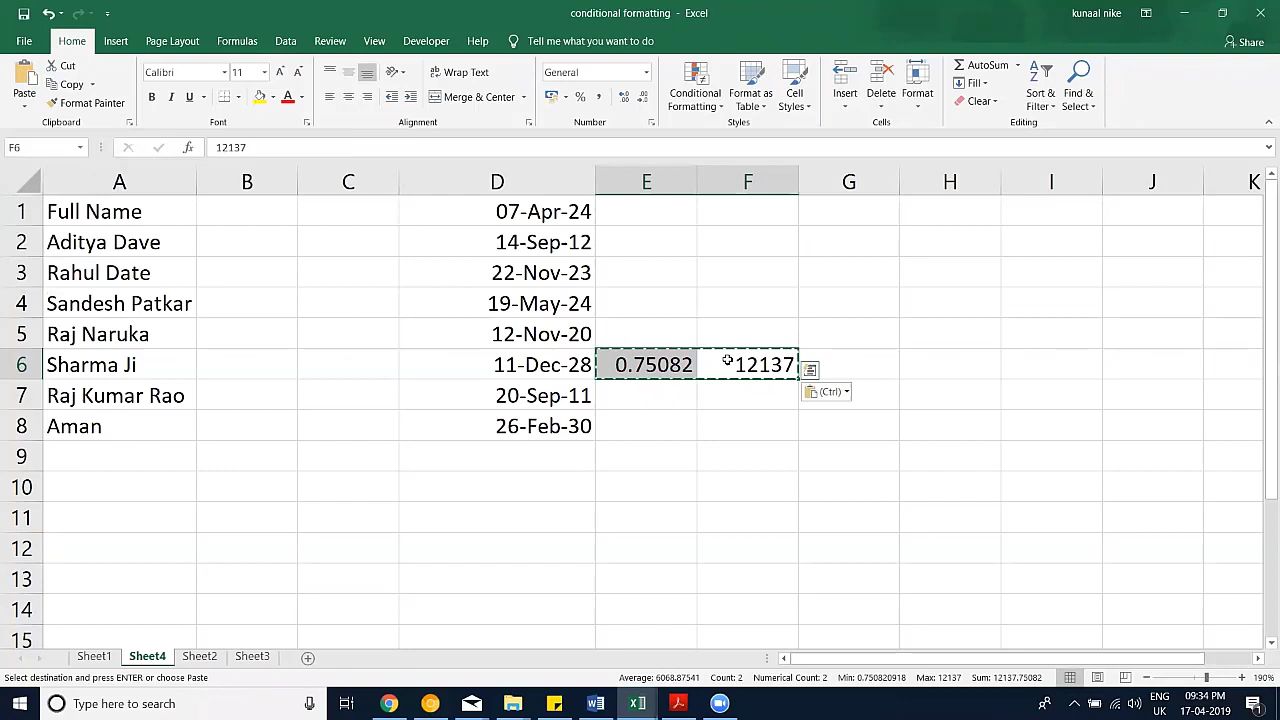 conditional formatting - Excel
kunaal nike
File Home Insert Page Layout Formulas Data Review View Developer Help Tell me what you want to do Share
Paste
Cut
Copy
Format Painter
Clipboard
Calibri 11
B I U
Font
Wrap Text
Merge & Center
Alignment
General
%
Number
Conditional Formatting
Format as Table
Cell Styles
Styles
Insert
Delete
Format
Cells
AutoSum
Fill
Clear
Sort & Filter
Find & Select
Editing
F6 fx 12137
A B C D E F G H I J K
1 Full Name 07-Apr-24
2 Aditya Dave 14-Sep-12
3 Rahul Date 22-Nov-23
4 Sandesh Patkar 19-May-24
5 Raj Naruka 12-Nov-20
6 Sharma Ji 11-Dec-28 0.75082 12137
7 Raj Kumar Rao 20-Sep-11 (Ctrl)
8 Aman 26-Feb-30
9
10
11
12
13
14
15
Sheet1 Sheet4 Sheet2 Sheet3
Select destination and press ENTER or choose Paste Average: 6068.87541 Count: 2 Numerical Count: 2 Min: 0.750820918 Max: 12137 Sum: 12137.75082 190%
Type here to search
ENG
UK
09:34 PM
17-04-2019